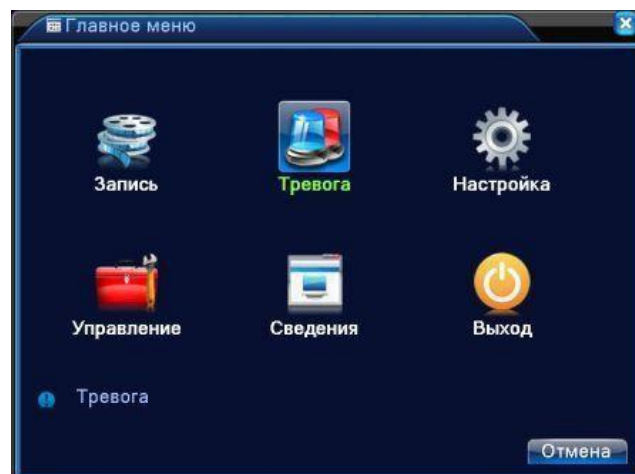 Главное меню
Запись
Тревога
Настройка
Управление
Сведения
Выход
Тревога
Отмена